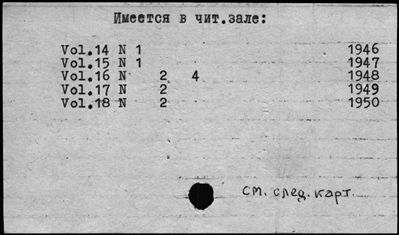 Имеется в чит.зале:
Vol.14 N 1 1946
Vol.15 N 1 1947
Vol.16 N 2 4 1948
Vol.17 N 2 1949
Vol.18 N 2 1950
см. след. карт.